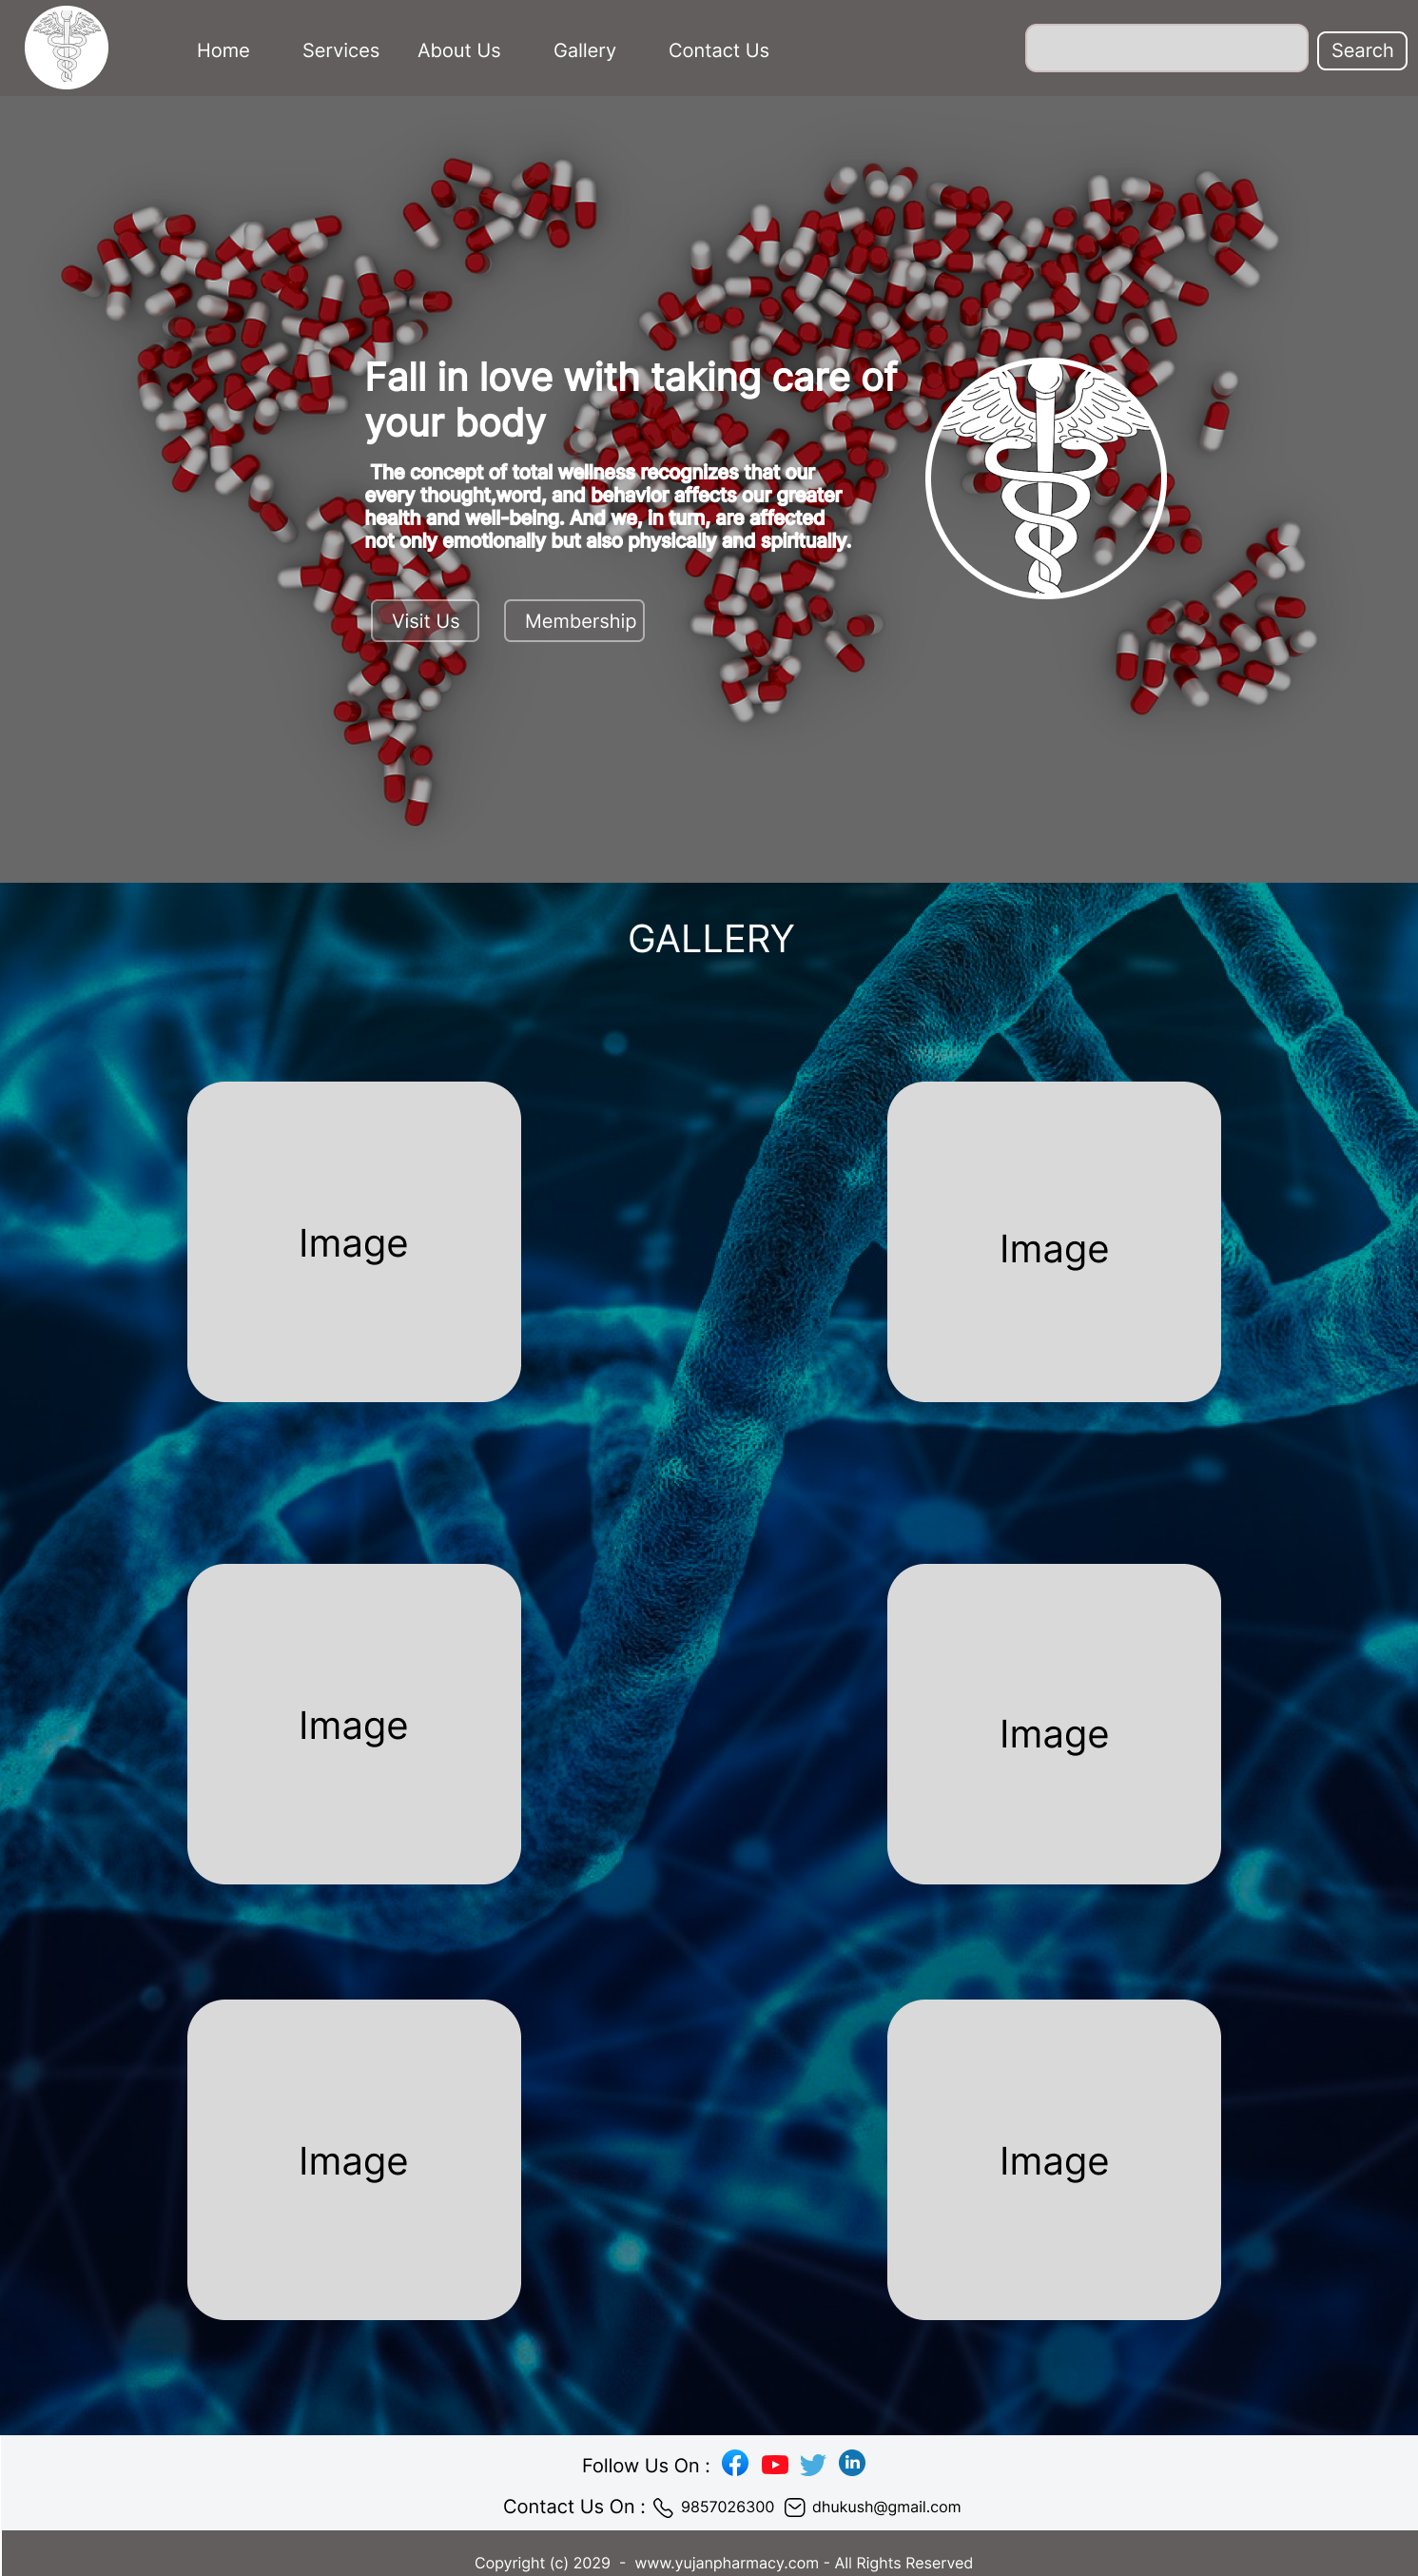 Home Services About Us Gallery Contact Us Search
Fall in love with taking care of
your body
The concept of total wellness recognizes that our
every thought,word, and behavior affects our greater
health and well-being. And we, in turn, are affected
not only emotionally but also physically and spiritually.
Visit Us Membership
GALLERY
Image Image
Image Image
Image Image
Follow Us On :
Contact Us On : 9857026300 dhukush@gmail.com
Copyright (c) 2029 - www.yujanpharmacy.com - All Rights Reserved